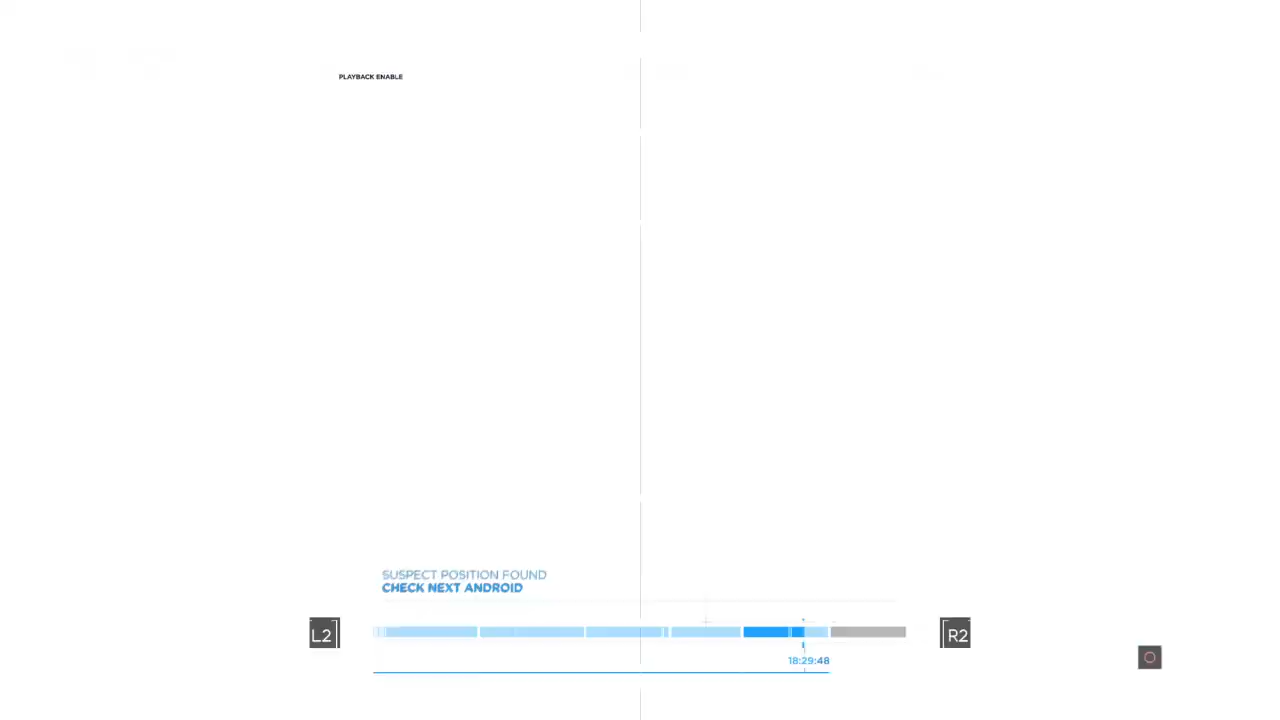 PLAYBACK ENABLE
SUSPECT POSITION FOUND
CHECK NEXT ANDROID
L2
R2
18:29:48